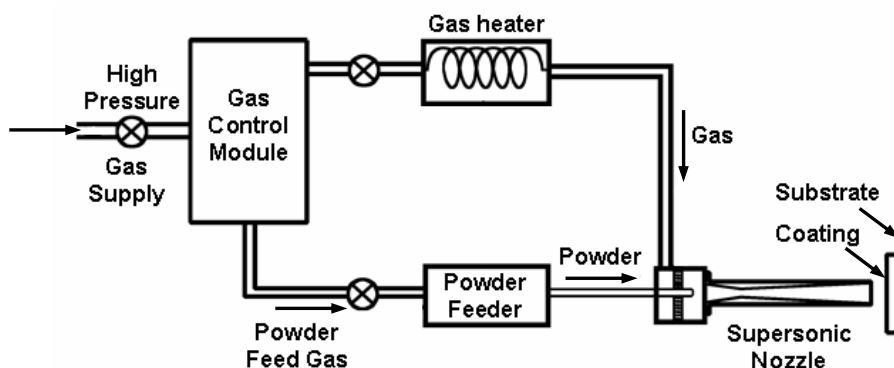 Gas heater
High
Pressure
Gas
Supply
Gas
Control
Module
Gas
Substrate
Coating
Powder
Powder
Feeder
Powder
Feed Gas
Supersonic
Nozzle